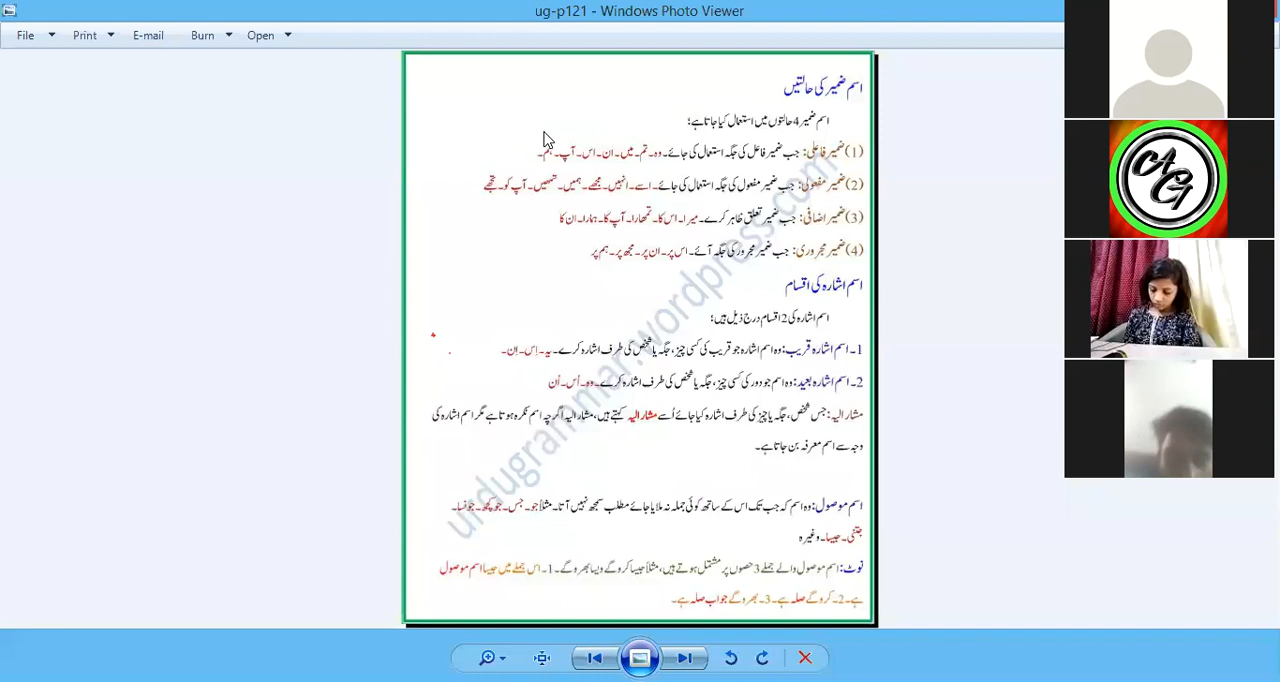 ug-p121 - Windows Photo Viewer
File Print E-mail Burn Open
اسم ضمیر کی حالتیں
اسم ضمیر 4 حالتوں میں استعمال کیا جاتا ہے؛
(1) ضمیر فاعلی: جب ضمیر فاعل کی جگہ استعمال کی جائے۔ وہ۔ تم۔ میں۔ ان۔ اس۔ آپ۔ ہم۔
(2) ضمیر مفعولی: جب ضمیر مفعول کی جگہ استعمال کی جائے۔ اسے۔ انہیں۔ مجھے۔ ہمیں۔ تمہیں۔ آپ کو۔ تجھے
(3) ضمیر اضافی: جب ضمیر تعلق ظاہر کرے۔ میرا۔ اس کا۔ تمھارا۔ آپ کا۔ ہمارا۔ ان کا
(4) ضمیر مجروری: جب ضمیر مجرور کی جگہ آئے۔ اس پر۔ ان پر۔ مجھ پر۔ ہم پر
اسم اشارہ کی اقسام
اسم اشارہ کی 2 اقسام درج ذیل ہیں؛
1۔ اسم اشارہ قریب: وہ اسم اشارہ جو قریب کی کسی چیز، جگہ یا شخص کی طرف اشارہ کرے۔ یہ۔ اِس۔ اِن۔
2۔ اسم اشارہ بعید: وہ اسم جو دور کی کسی چیز، جگہ یا شخص کی طرف اشارہ کرے۔ وہ۔ اُس۔ اُن
مشار الیہ: جس شخص، جگہ یا چیز کی طرف اشارہ کیا جائے اُسے مشار الیہ کہتے ہیں، مشار الیہ اگرچہ اسم نکرہ ہوتا ہے مگر اسم اشارہ کی
وجہ سے اسم معرفہ بن جاتا ہے۔
اسم موصول: وہ اسم کہ جب تک اس کے ساتھ کوئی جملہ نہ ملایا جائے مطلب سمجھ نہیں آتا۔ مثلاً جو۔ جس۔ جو کچھ۔ جونسا۔
جتنی۔ جیسا۔ وغیرہ
نوٹ: اسم موصول والے جملے 3 حصوں پر مشتمل ہوتے ہیں، مثلاً جیسا کرو گے ویسا بھرو گے۔ 1۔ اس جملے میں جیسا اسم موصول
ہے۔ 2۔ کرو گے صلہ ہے۔ 3۔ بھرو گے جواب صلہ ہے۔
urdugrammar.wordpress.com
CAG